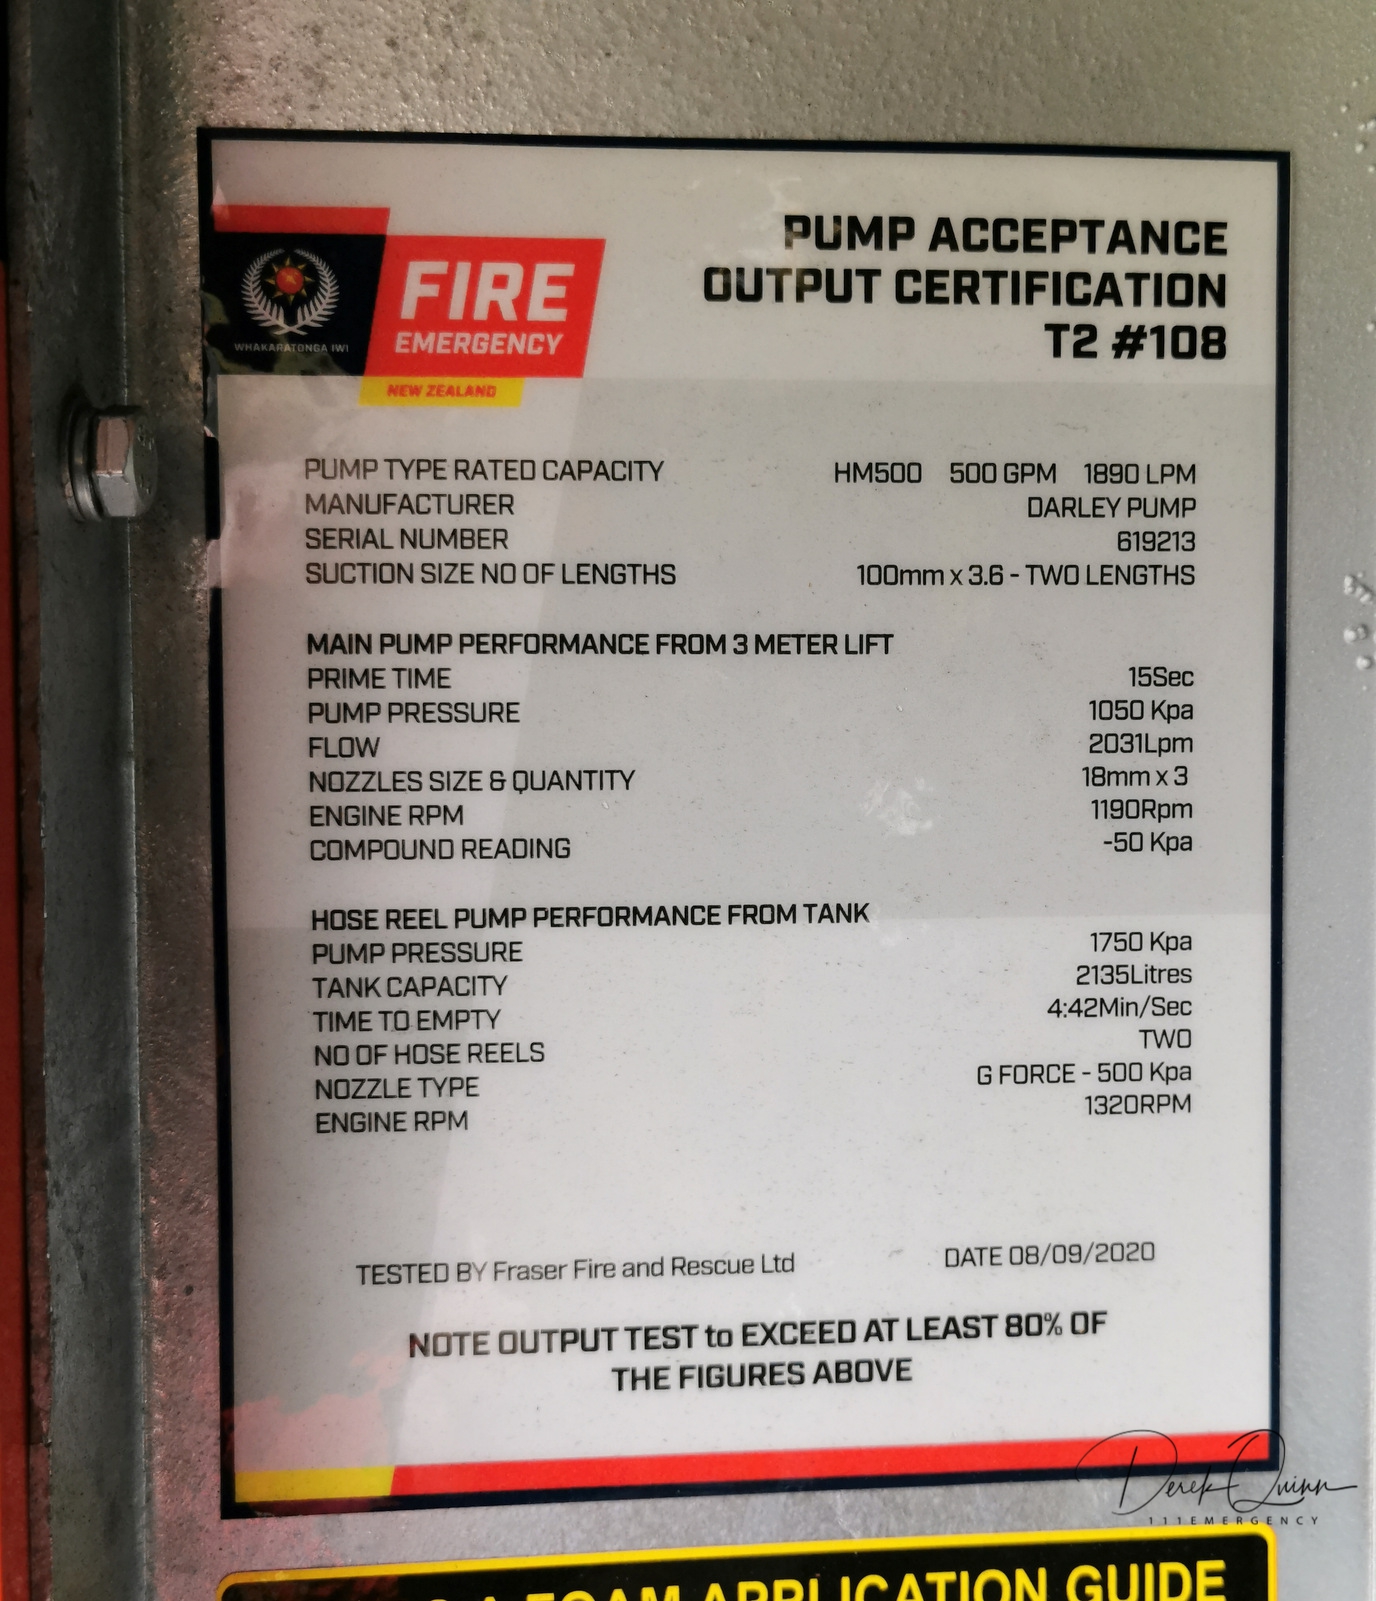 PUMP ACCEPTANCE
OUTPUT CERTIFICATION
T2 #108
WHAKARATONGA IWI
FIRE
EMERGENCY
NEW ZEALAND
PUMP TYPE RATED CAPACITY HM500 500 GPM 1890 LPM
MANUFACTURER DARLEY PUMP
SERIAL NUMBER 619213
SUCTION SIZE NO OF LENGTHS 100mm x 3.6 - TWO LENGTHS
MAIN PUMP PERFORMANCE FROM 3 METER LIFT
PRIME TIME 15Sec
PUMP PRESSURE 1050 Kpa
FLOW 2031Lpm
NOZZLES SIZE & QUANTITY 18mm x 3
ENGINE RPM 1190Rpm
COMPOUND READING -50 Kpa
HOSE REEL PUMP PERFORMANCE FROM TANK
PUMP PRESSURE 1750 Kpa
TANK CAPACITY 2135Litres
TIME TO EMPTY 4:42Min/Sec
NO OF HOSE REELS TWO
NOZZLE TYPE G FORCE - 500 Kpa
ENGINE RPM 1320RPM
TESTED BY Fraser Fire and Rescue Ltd DATE 08/09/2020
NOTE OUTPUT TEST to EXCEED AT LEAST 80% OF
THE FIGURES ABOVE
Derek Quinn
111EMERGENCY
A FOAM APPLICATION GUIDE